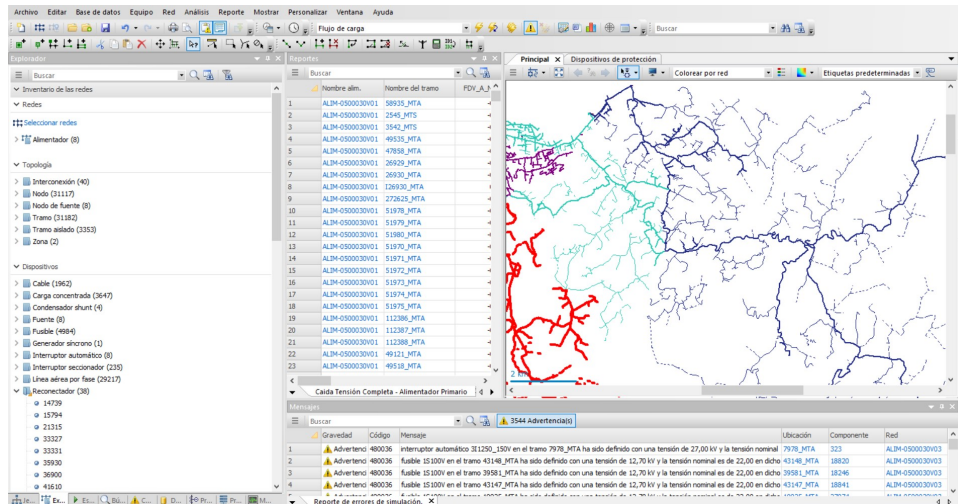 Archivo Editar Base de datos Equipo Red Análisis Reporte Mostrar Personalizar Ventana Ayuda
Flujo de carga
Buscar
Explorador
Buscar
Inventario de las redes
Redes
Seleccionar redes
Alimentador (8)
Topología
Interconexión (40)
Nodo (31117)
Nodo de fuente (8)
Tramo (31182)
Tramo aislado (3353)
Zona (2)
Dispositivos
Cable (1962)
Carga concentrada (3647)
Condensador shunt (4)
Fuente (8)
Fusible (4984)
Generador síncrono (1)
Interruptor automático (8)
Interruptor seccionador (235)
Línea aérea por fase (29217)
Reconectador (38)
14739
15794
21315
33327
33331
35930
36900
41610
Je... Ex... Es... Bú... C... D... Pr... Pr... M...
Reportes
Buscar
Nombre alim. Nombre del tramo FDV_A_N
1 ALIM-0500030V01 58935_MTA
2 ALIM-0500030V01 2545_MTS
3 ALIM-0500030V01 3542_MTS
4 ALIM-0500030V01 49535_MTA
5 ALIM-0500030V01 47858_MTA
6 ALIM-0500030V01 26929_MTA
7 ALIM-0500030V01 26930_MTA
8 ALIM-0500030V01 I26930_MTA
9 ALIM-0500030V01 272625_MTA
10 ALIM-0500030V01 51978_MTA
11 ALIM-0500030V01 51979_MTA
12 ALIM-0500030V01 51980_MTA
13 ALIM-0500030V01 51970_MTA
14 ALIM-0500030V01 51971_MTA
15 ALIM-0500030V01 51972_MTA
16 ALIM-0500030V01 51973_MTA
17 ALIM-0500030V01 51974_MTA
18 ALIM-0500030V01 51975_MTA
19 ALIM-0500030V01 112386_MTA
20 ALIM-0500030V01 112387_MTA
21 ALIM-0500030V01 112388_MTA
22 ALIM-0500030V01 49121_MTA
23 ALIM-0500030V01 49518_MTA
Caida Tensión Completa - Alimentador Primario
Principal X Dispositivos de protección
Colorear por red Etiquetas predeterminadas
2 km
Mensajes
Buscar 3544 Advertencia(s)
Gravedad Código Mensaje Ubicación Componente Red
1 Advertenci 480036 interruptor automático 3I1250_150V en el tramo 7978_MTA ha sido definido con una tensión de 27,00 kV y la tensión nominal 7978_MTA 323 ALIM-0500030V03
2 Advertenci 480036 fusible 1S100V en el tramo 43148_MTA ha sido definido con una tensión de 12,70 kV y la tensión nominal es de 22,00 en dicho 43148_MTA 18820 ALIM-0500030V03
3 Advertenci 480036 fusible 1S100V en el tramo 39581_MTA ha sido definido con una tensión de 12,70 kV y la tensión nominal es de 22,00 en dicho 39581_MTA 18246 ALIM-0500030V03
4 Advertenci 480036 fusible 1S100V en el tramo 43147_MTA ha sido definido con una tensión de 12,70 kV y la tensión nominal es de 22,00 en dicho 43147_MTA 18841 ALIM-0500030V03
Reporte de errores de simulación. X